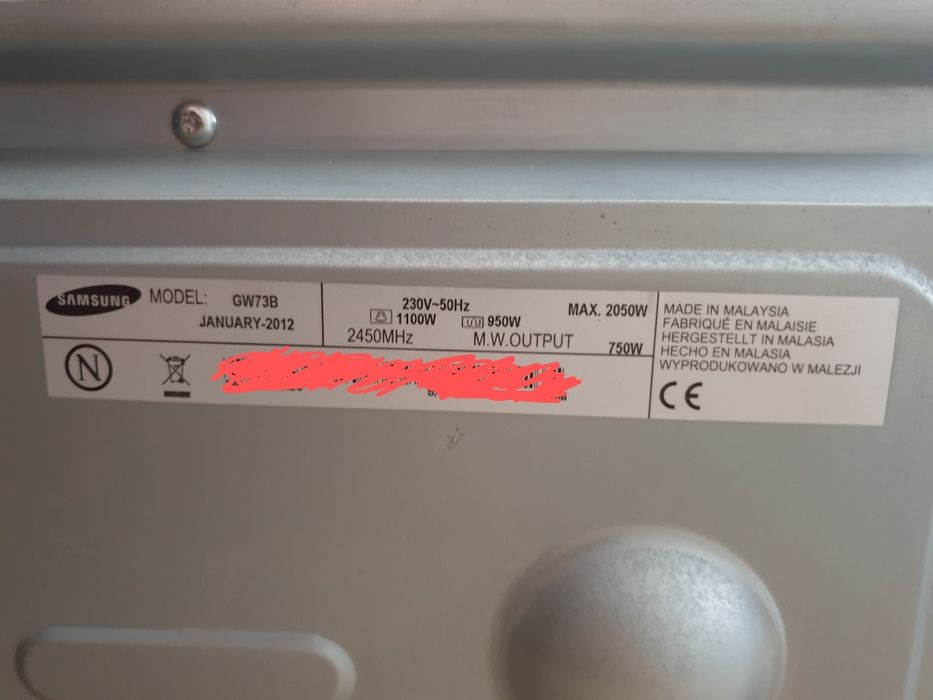 SAMSUNG MODEL: GW73B
JANUARY-2012
230V~50Hz MAX. 2050W
1100W 950W
2450MHz M.W.OUTPUT 750W
N
MADE IN MALAYSIA
FABRIQUÉ EN MALAISIE
HERGESTELLT IN MALASIA
HECHO EN MALASIA
WYPRODUKOWANO W MALEZJI
CE